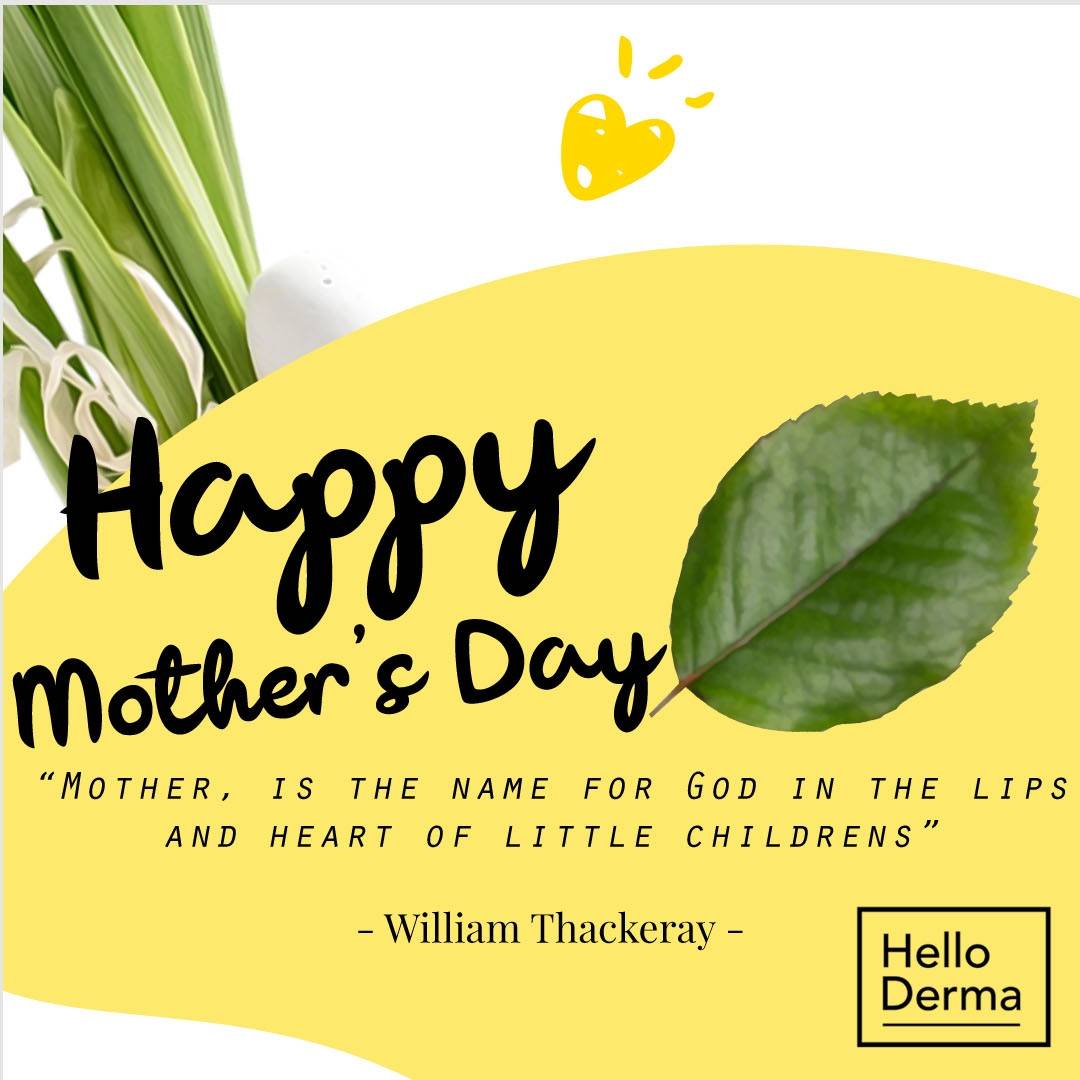 Happy
Mother's Day
“Mother, is the name for God in the lips
and heart of little childrens”
- William Thackeray -
Hello
Derma